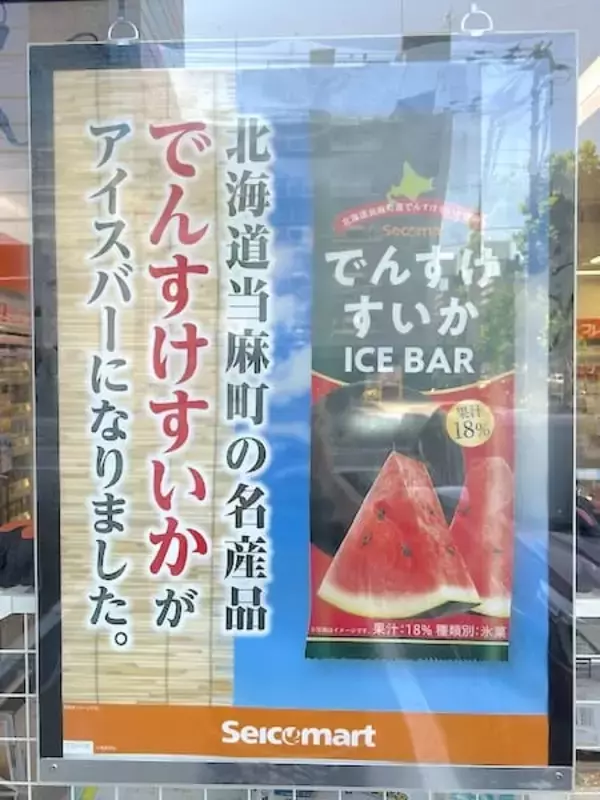 北海道当麻町の名産品
でんすけすいかが
アイスバーになりました。
Secoma
でんすけ
すいか
ICE BAR
果汁
18%
果汁:18% 種類別:氷菓
Seicomart